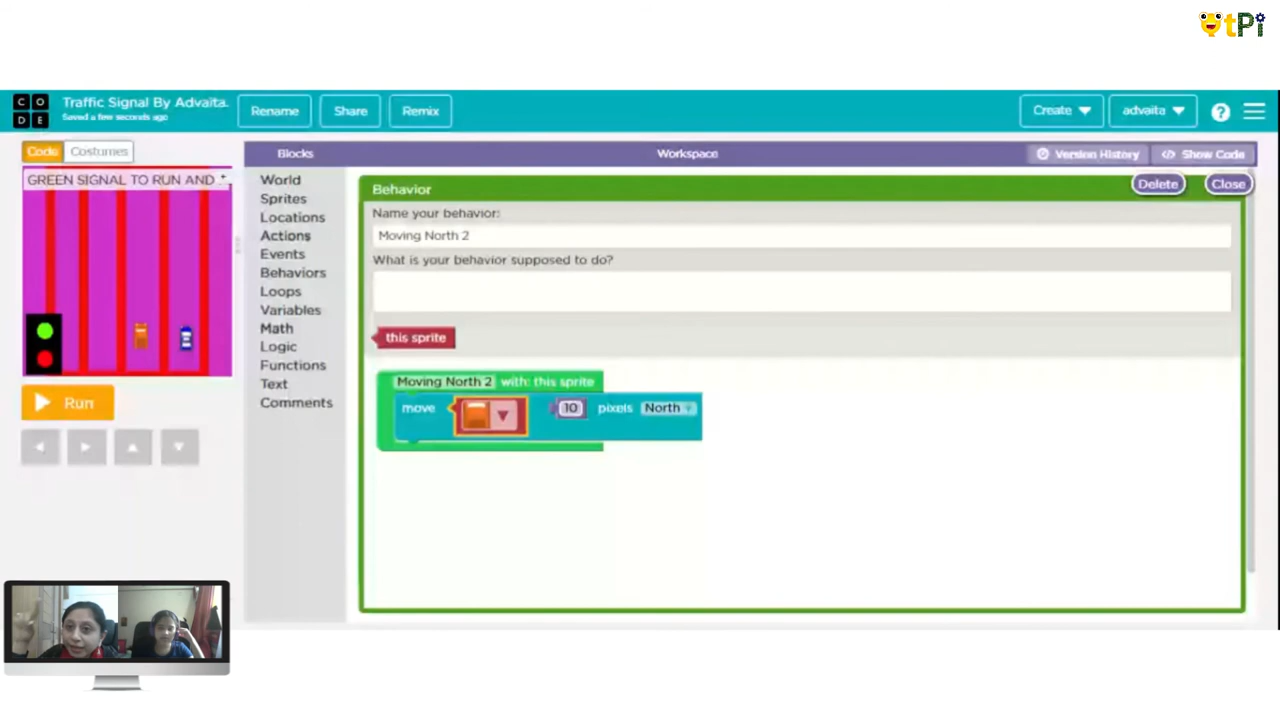 UtPi
C O
D E
Traffic Signal By Advaita.
Saved a few seconds ago
Rename
Share
Remix
Create
advaita
?
Code
Costumes
Blocks
Workspace
Version History
</> Show Code
GREEN SIGNAL TO RUN AND
Run
World
Sprites
Locations
Actions
Events
Behaviors
Loops
Variables
Math
Logic
Functions
Text
Comments
Behavior
Delete
Close
Name your behavior:
Moving North 2
What is your behavior supposed to do?
this sprite
Moving North 2 with: this sprite
move 10 pixels North